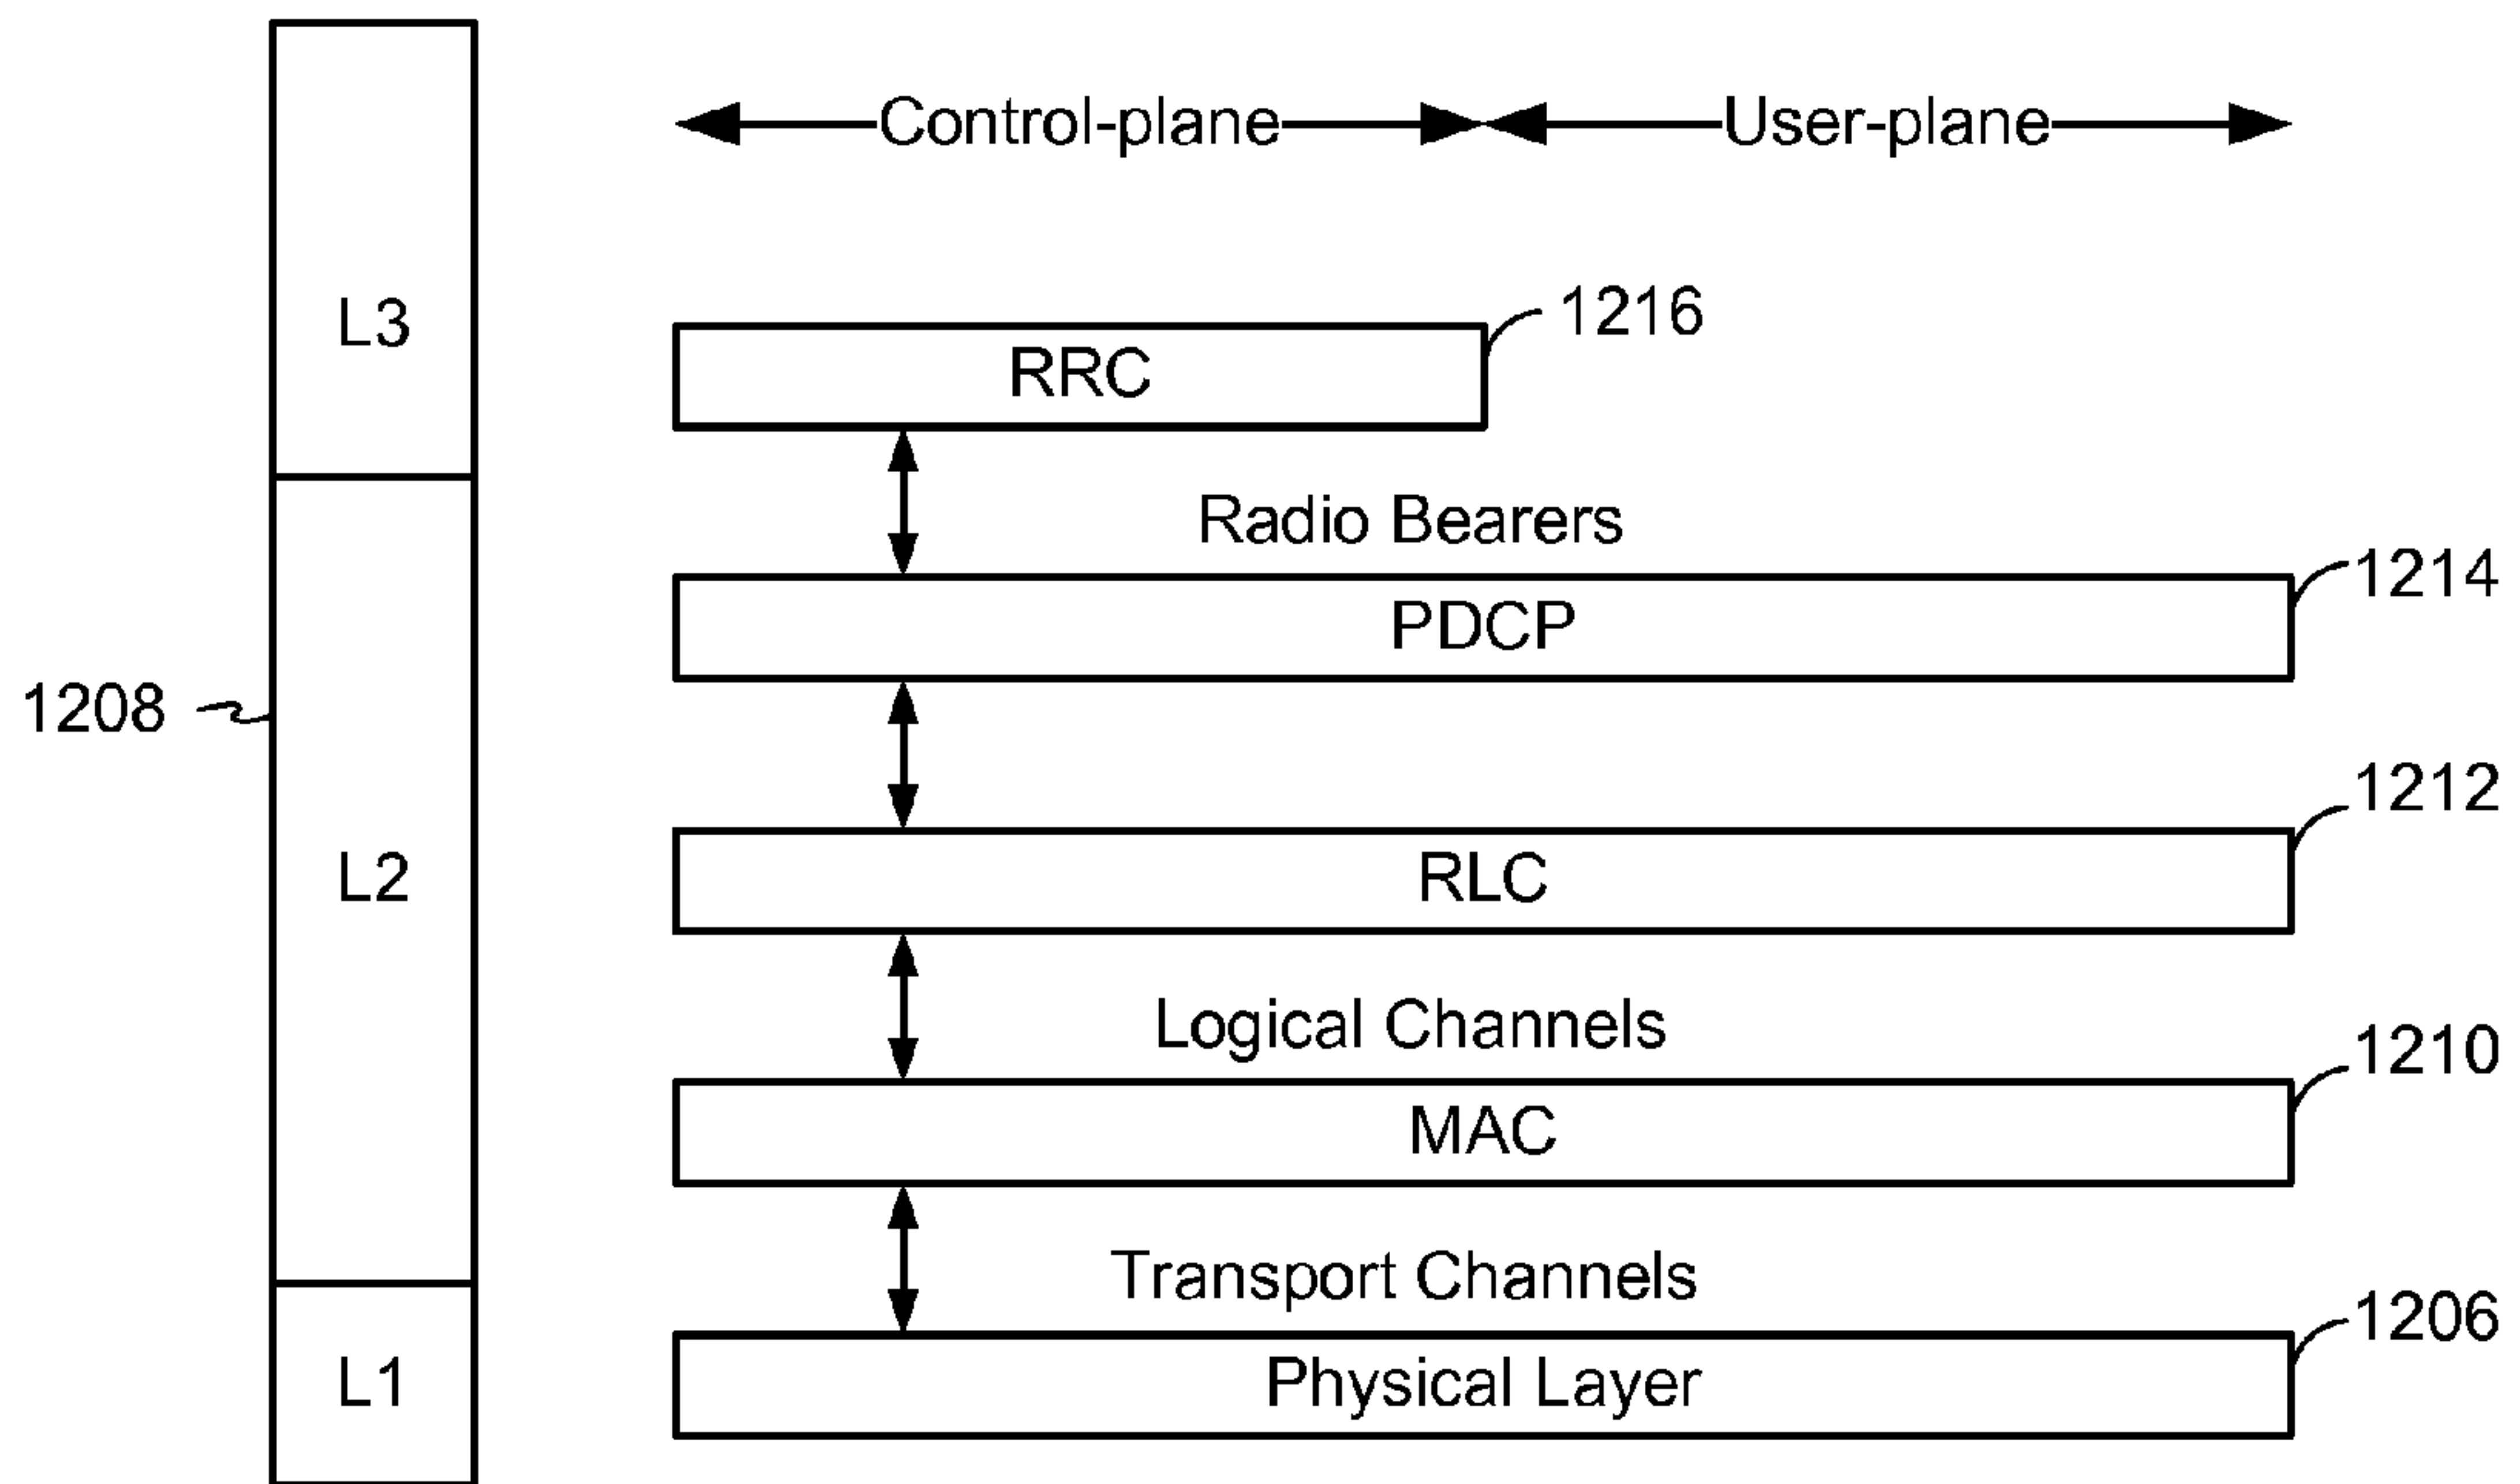 Control-plane User-plane
1216
L3
RRC
Radio Bearers
1214
PDCP
1208
1212
L2
RLC
Logical Channels
1210
MAC
Transport Channels
1206
L1
Physical Layer